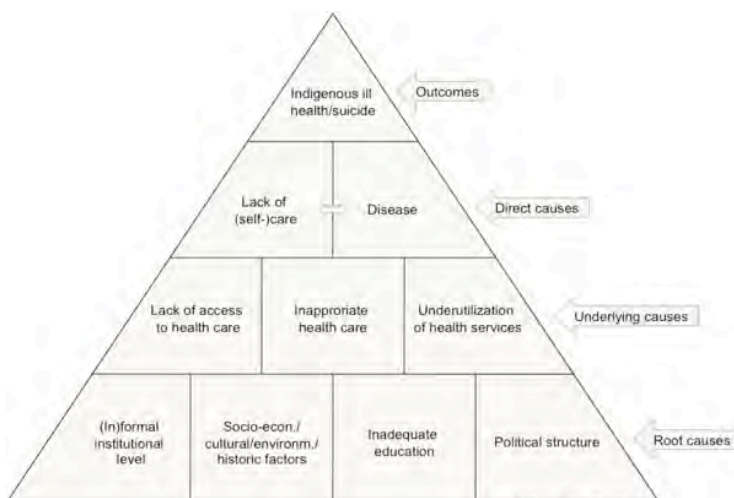 Indigenous ill
health/suicide
Outcomes
Lack of
(self-)care
Disease
Direct causes
Lack of access
to health care
Inapproriate
health care
Underutilization
of health services
Underlying causes
(In)formal
institutional
level
Socio-econ./
cultural/environm./
historic factors
Inadequate
education
Political structure
Root causes